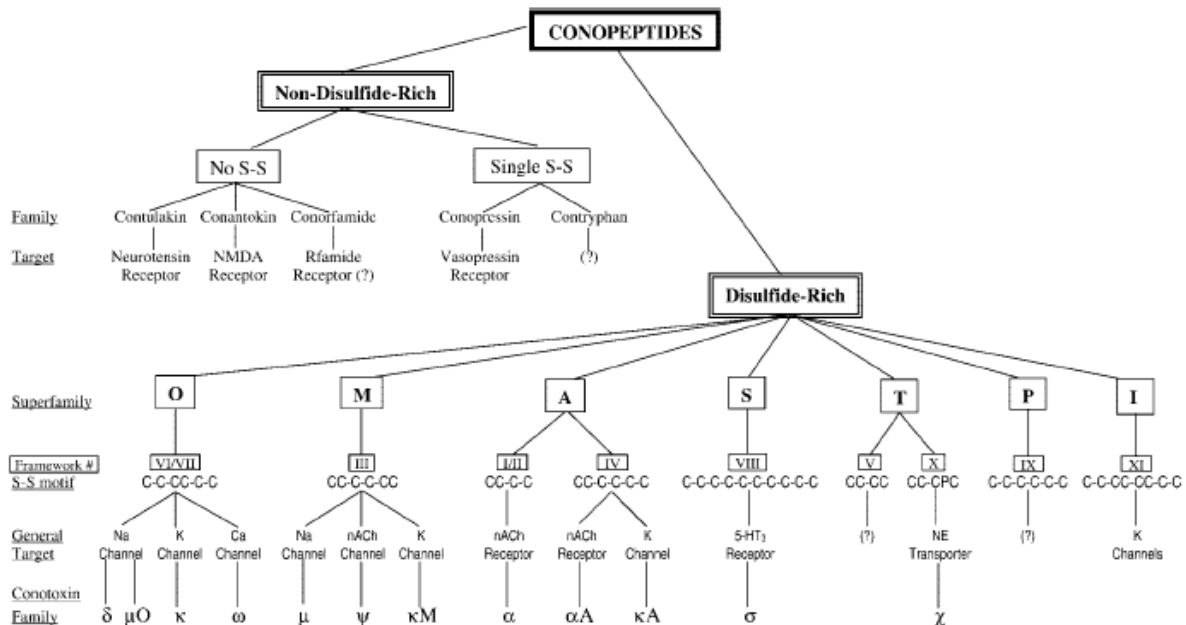 CONOPEPTIDES
Non-Disulfide-Rich
No S-S Single S-S
Family Contulakin Conantokin Conorfamide Conopressin Contryphan
Target Neurotensin NMDA Rfamide Vasopressin (?)
Receptor Receptor Receptor (?) Receptor
Disulfide-Rich
Superfamily O M A S T P I
Framework # VI/VII III I/II IV VIII V X IX XI
S-S motif C-C-CC-C-C CC-C-C-CC CC-C-C CC-C-C-C-C C-C-C-C-C-C-C-C-C-C CC-CC CC-CPC C-C-C-C-C-C C-C-CC-CC-C-C
General Na K Ca Na nACh K nACh nACh K 5-HT₃ (?) NE (?) K
Target Channel Channel Channel Channel Channel Channel Receptor Receptor Channel Receptor Transporter Channels
Conotoxin
Family δ μO κ ω μ ψ κM α αA κA σ χ